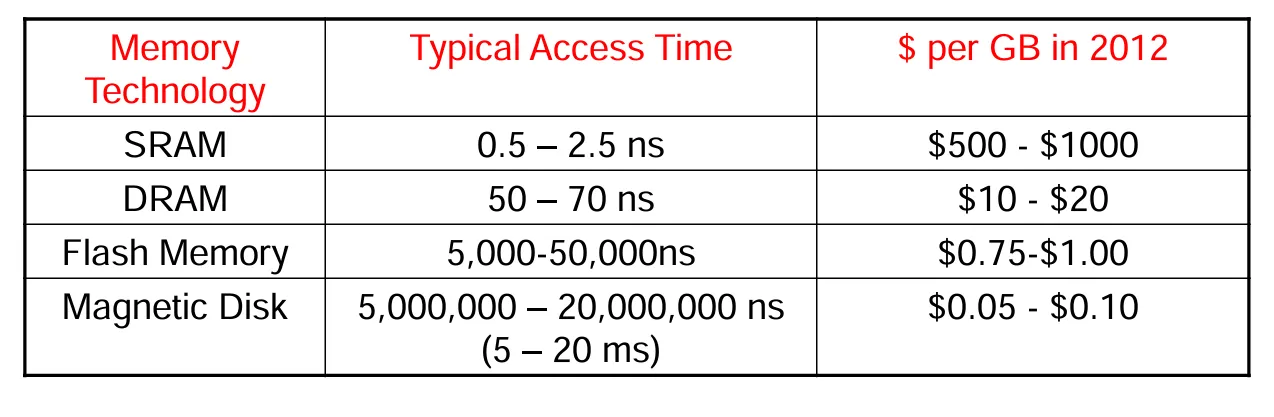 Memory Technology Typical Access Time $ per GB in 2012
SRAM 0.5 – 2.5 ns $500 - $1000
DRAM 50 – 70 ns $10 - $20
Flash Memory 5,000-50,000ns $0.75-$1.00
Magnetic Disk 5,000,000 – 20,000,000 ns $0.05 - $0.10
(5 – 20 ms)